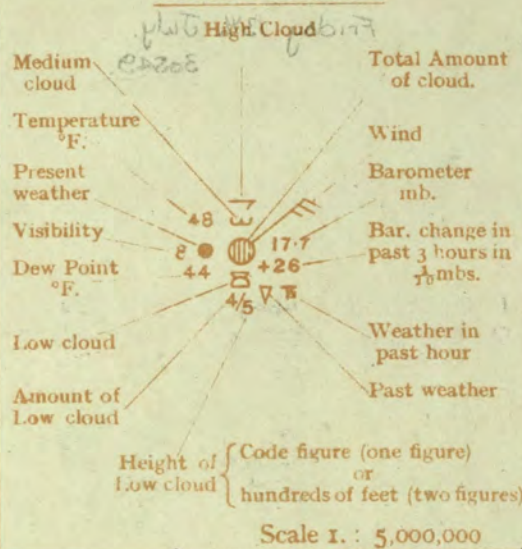 High Cloud
Medium cloud
Total Amount of cloud.
Temperature °F.
Wind
Present weather
Barometer mb.
48
Visibility
8
17.7
Bar. change in past 3 hours in 1/10 mbs.
Dew Point °F.
44
+26
4/5
Low cloud
Weather in past hour
Amount of Low cloud
Past weather
Height of Low cloud
Code figure (one figure)
or
hundreds of feet (two figures)
Scale 1. : 5,000,000